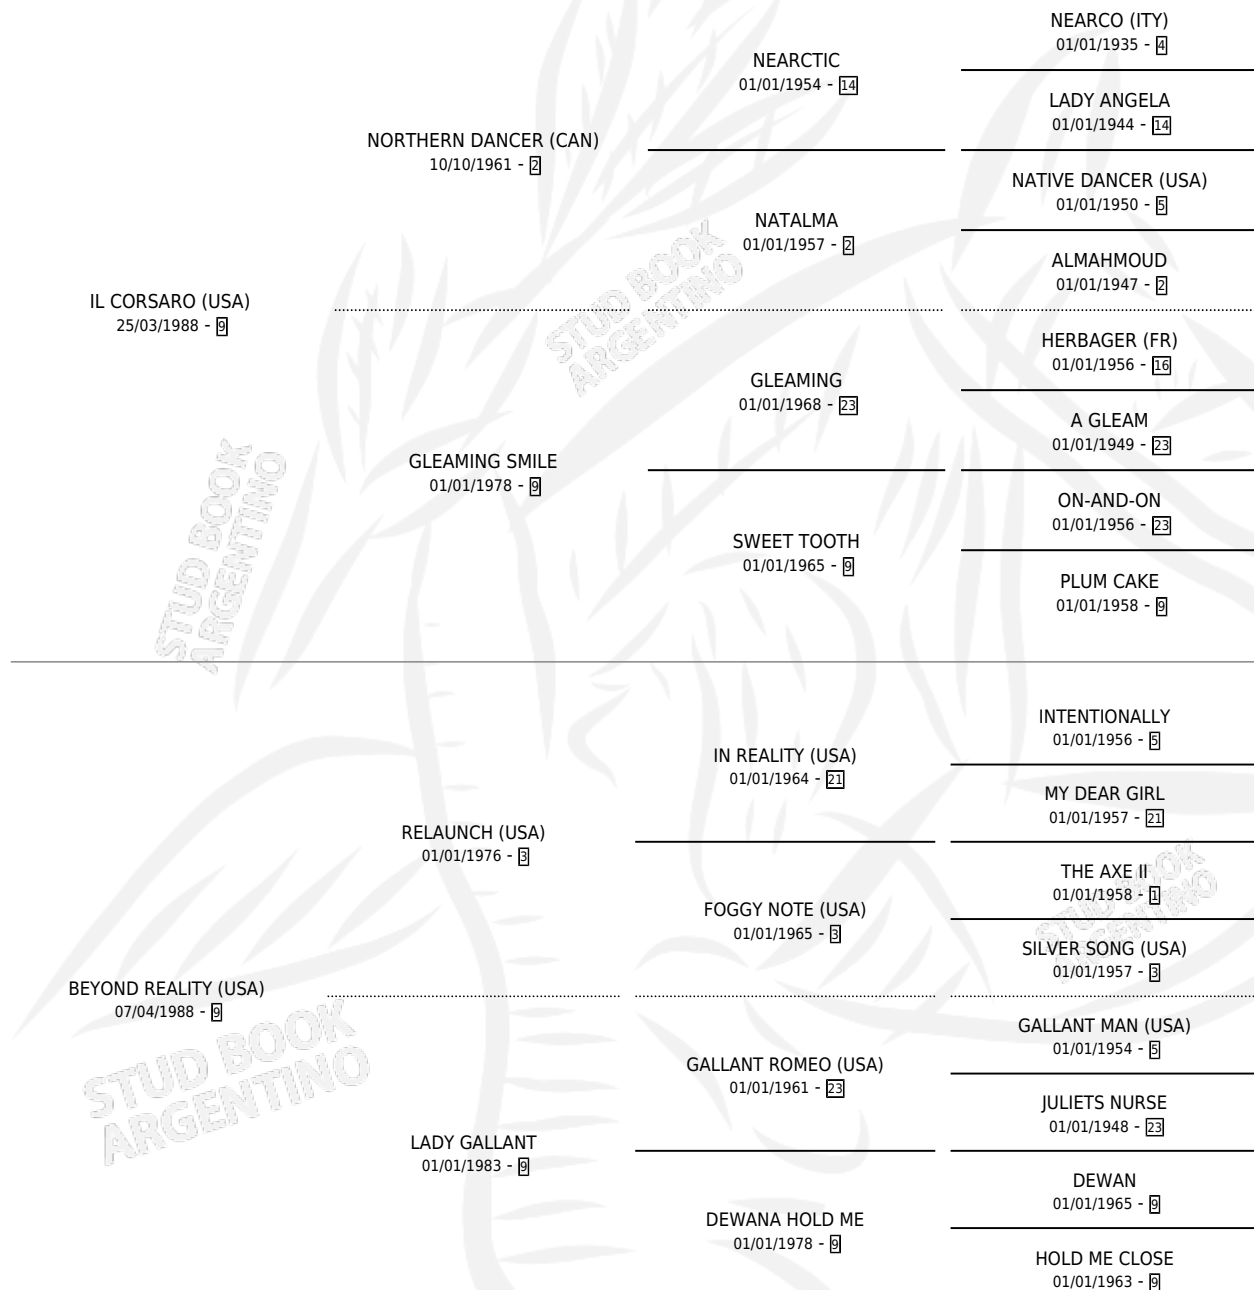 NEARCO (ITY)
01/01/1935 - 4
NEARCTIC
01/01/1954 - 14
LADY ANGELA
01/01/1944 - 14
NORTHERN DANCER (CAN)
10/10/1961 - 2
NATIVE DANCER (USA)
01/01/1950 - 5
NATALMA
01/01/1957 - 2
ALMAHMOUD
01/01/1947 - 2
IL CORSARO (USA)
25/03/1988 - 9
HERBAGER (FR)
01/01/1956 - 16
GLEAMING
01/01/1968 - 23
A GLEAM
01/01/1949 - 23
GLEAMING SMILE
01/01/1978 - 9
ON-AND-ON
01/01/1956 - 23
SWEET TOOTH
01/01/1965 - 9
PLUM CAKE
01/01/1958 - 9
INTENTIONALLY
01/01/1956 - 5
IN REALITY (USA)
01/01/1964 - 21
MY DEAR GIRL
01/01/1957 - 21
RELAUNCH (USA)
01/01/1976 - 3
THE AXE II
01/01/1958 - 1
FOGGY NOTE (USA)
01/01/1965 - 3
SILVER SONG (USA)
01/01/1957 - 3
BEYOND REALITY (USA)
07/04/1988 - 9
GALLANT MAN (USA)
01/01/1954 - 5
GALLANT ROMEO (USA)
01/01/1961 - 23
JULIETS NURSE
01/01/1948 - 23
LADY GALLANT
01/01/1983 - 9
DEWAN
01/01/1965 - 9
DEWANA HOLD ME
01/01/1978 - 9
HOLD ME CLOSE
01/01/1963 - 9
STUD BOOK
ARGENTINO
STUD BOOK
ARGENTINO
STUD BOOK
ARGENTINO
STUD BOOK
ARGENTINO